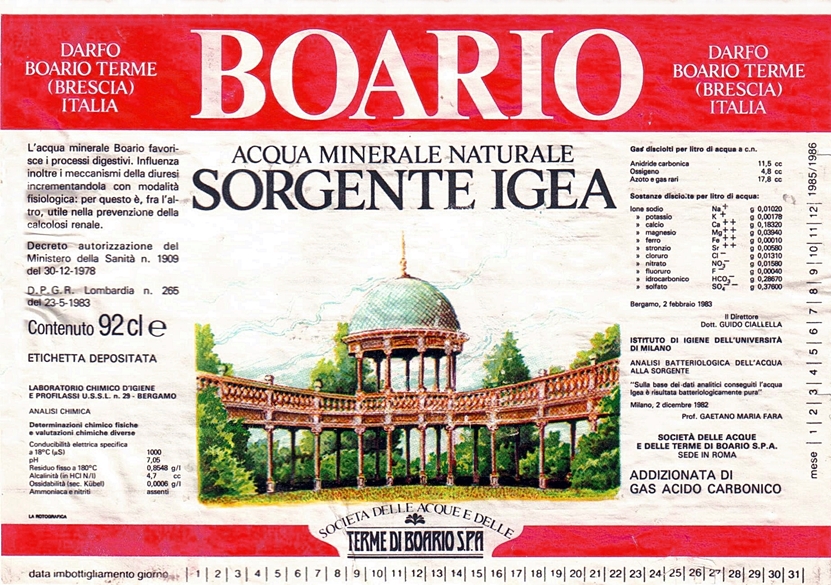 DARFO
BOARIO TERME
(BRESCIA)
ITALIA
BOARIO
DARFO
BOARIO TERME
(BRESCIA)
ITALIA
L'acqua minerale Boario favori-
sce i processi digestivi. Influenza
inoltre i meccanismi della diuresi
incrementandola con modalità
fisiologica: per questo è, fra l'al-
tro, utile nella prevenzione della
calcolosi renale.
Decreto autorizzazione del
Ministero della Sanità n. 1909
del 30-12-1978
D.P.G.R. Lombardia n. 265
del 23-5-1983
Contenuto 92 cl e
ETICHETTA DEPOSITATA
LABORATORIO CHIMICO D'IGIENE
E PROFILASSI U.S.S.L. n. 29 - BERGAMO
ANALISI CHIMICA
Determinazioni chimico fisiche
e valutazioni chimiche diverse
Conducibilità elettrica specifica
a 18°C (µS) 1000
pH 7,05
Residuo fisso a 180°C 0,8548 g/l
Alcalinità (in HCl N/l) 4,7 cc
Ossidabilità (sec. Kübel) 0,0006 g/l
Ammoniaca e nitriti assenti
LA ROTOGRAFICA
ACQUA MINERALE NATURALE
SORGENTE IGEA
SOCIETÀ DELLE ACQUE E DELLE
TERME DI BOARIO S.P.A
Gas disciolti per litro di acqua a c.n.
Anidride carbonica 11,5 cc
Ossigeno 4,8 cc
Azoto e gas rari 17,8 cc
Sostanze disciolte per litro di acqua:
Ione sodio Na+ g 0,01020
» potassio K+ g 0,00178
» calcio Ca++ g 0,18320
» magnesio Mg++ g 0,03940
» ferro Fe++ g 0,00010
» stronzio Sr++ g 0,00580
» cloruro Cl- g 0,01310
» nitrato NO3- g 0,01580
» fluoruro F- g 0,00040
» idrocarbonico HCO3- g 0,28670
» solfato SO4-- g 0,37600
Bergamo, 2 febbraio 1983
Il Direttore
Dott. GUIDO CIALLELLA
ISTITUTO DI IGIENE DELL'UNIVERSITÀ
DI MILANO
ANALISI BATTERIOLOGICA DELL'ACQUA
ALLA SORGENTE
"Sulla base dei dati analitici conseguiti l'acqua
Igea è risultata batteriologicamente pura"
Milano, 2 dicembre 1982
Prof. GAETANO MARIA FARA
SOCIETÀ DELLE ACQUE
E DELLE TERME DI BOARIO S.P.A.
SEDE IN ROMA
ADDIZIONATA DI
GAS ACIDO CARBONICO
mese | 1 | 2 | 3 | 4 | 5 | 6 | 7 | 8 | 9 | 10 | 11 | 12 | 1985/1986
data imbottigliamento giorno | 1 | 2 | 3 | 4 | 5 | 6 | 7 | 8 | 9 | 10 | 11 | 12 | 13 | 14 | 15 | 16 | 17 | 18 | 19 | 20 | 21 | 22 | 23 | 24 | 25 | 26 | 27 | 28 | 29 | 30 | 31 |